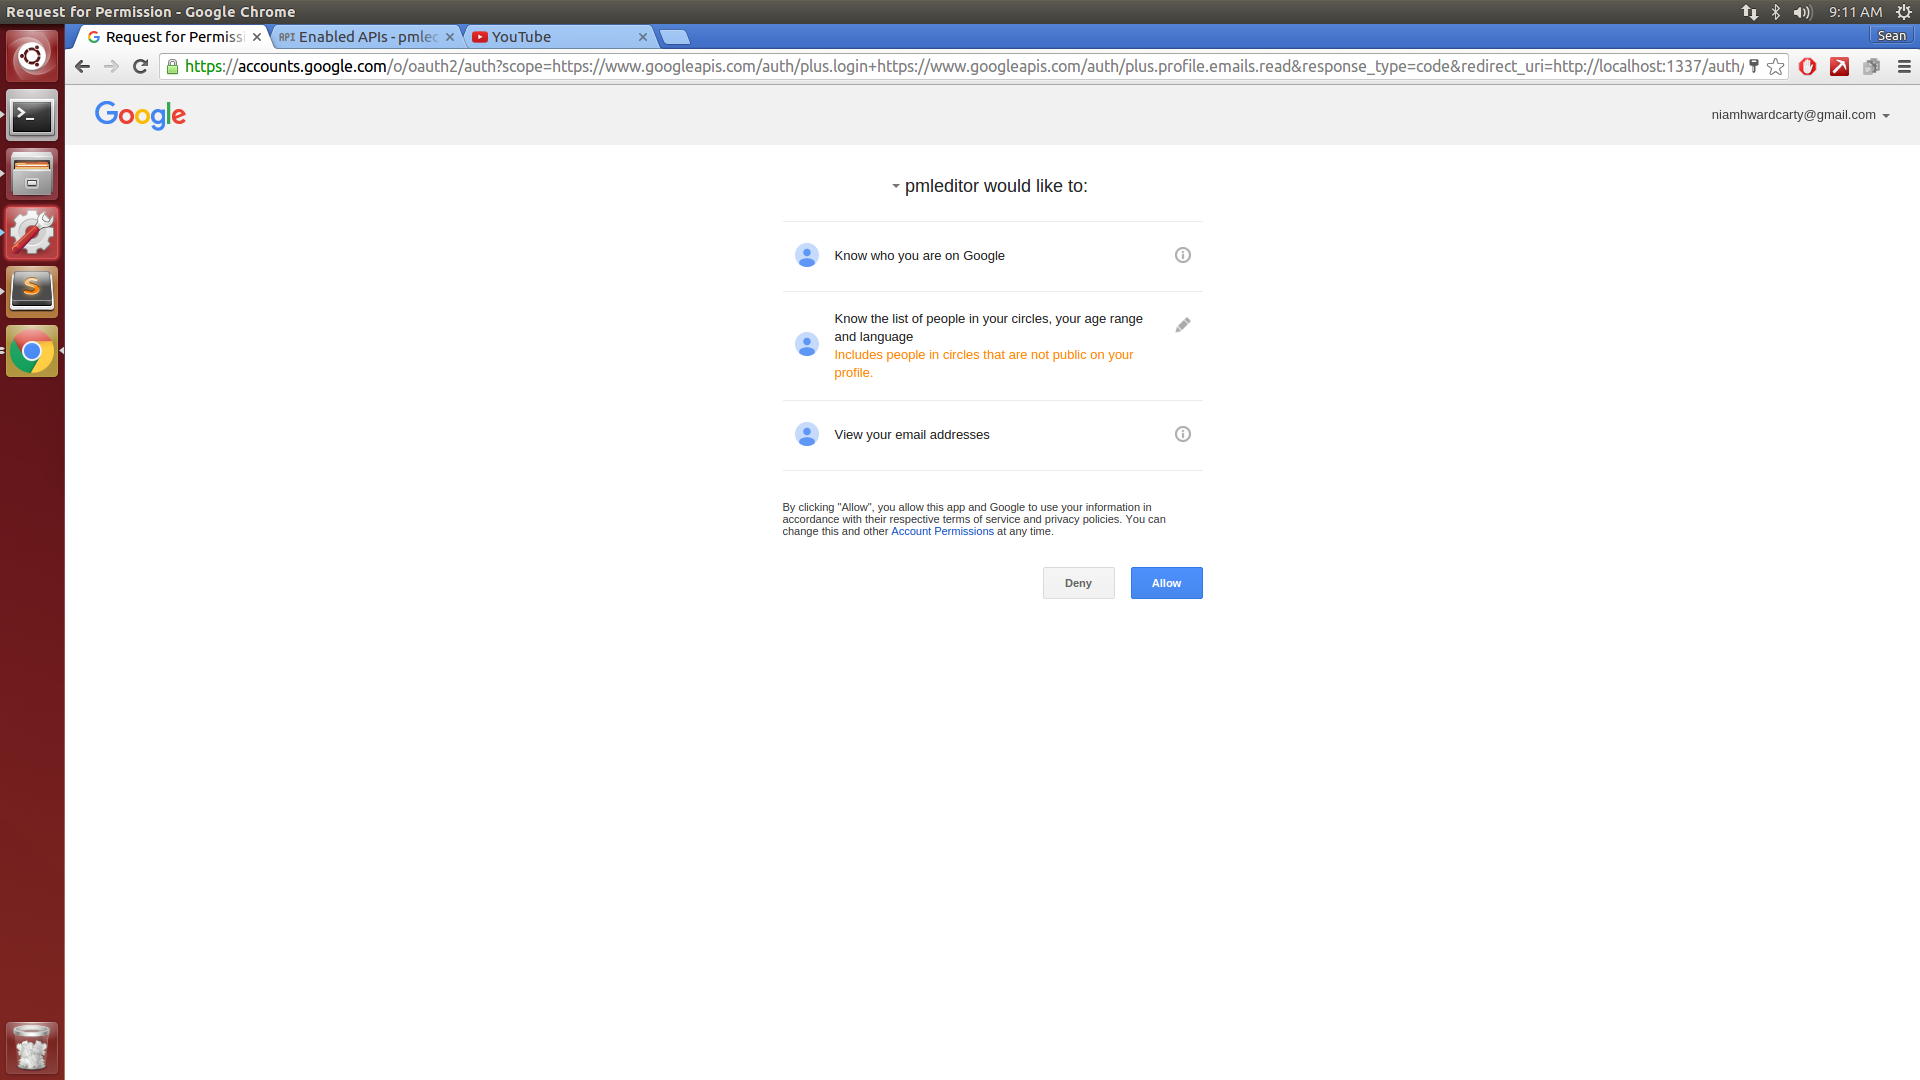 Request for Permission - Google Chrome
9:11 AM
Request for Permiss
Enabled APIs - pmle
YouTube
Sean
https://accounts.google.com/o/oauth2/auth?scope=https://www.googleapis.com/auth/plus.login+https://www.googleapis.com/auth/plus.profile.emails.read&response_type=code&redirect_uri=http://localhost:1337/auth/
Google
niamhwardcarty@gmail.com
pmleditor would like to:
Know who you are on Google
Know the list of people in your circles, your age range
and language
Includes people in circles that are not public on your
profile.
View your email addresses
By clicking "Allow", you allow this app and Google to use your information in
accordance with their respective terms of service and privacy policies. You can
change this and other Account Permissions at any time.
Deny
Allow